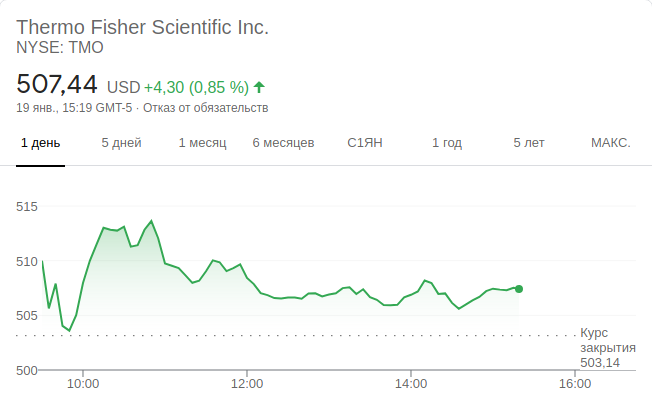 Thermo Fisher Scientific Inc.
NYSE: TMO
507,44 USD +4,30 (0,85 %)
19 янв., 15:19 GMT-5 · Отказ от обязательств
1 день 5 дней 1 месяц 6 месяцев С1ЯН 1 год 5 лет МАКС.
515
510
505
500
Курс
закрытия
503,14
10:00 12:00 14:00 16:00